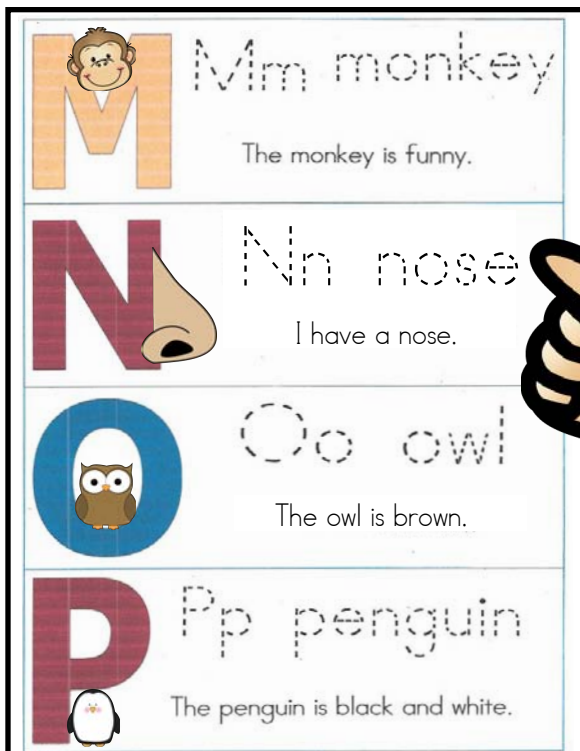 M Mm monkey
The monkey is funny.
N Nn nose
I have a nose.
O Oo owl
The owl is brown.
P Pp penguin
The penguin is black and white.